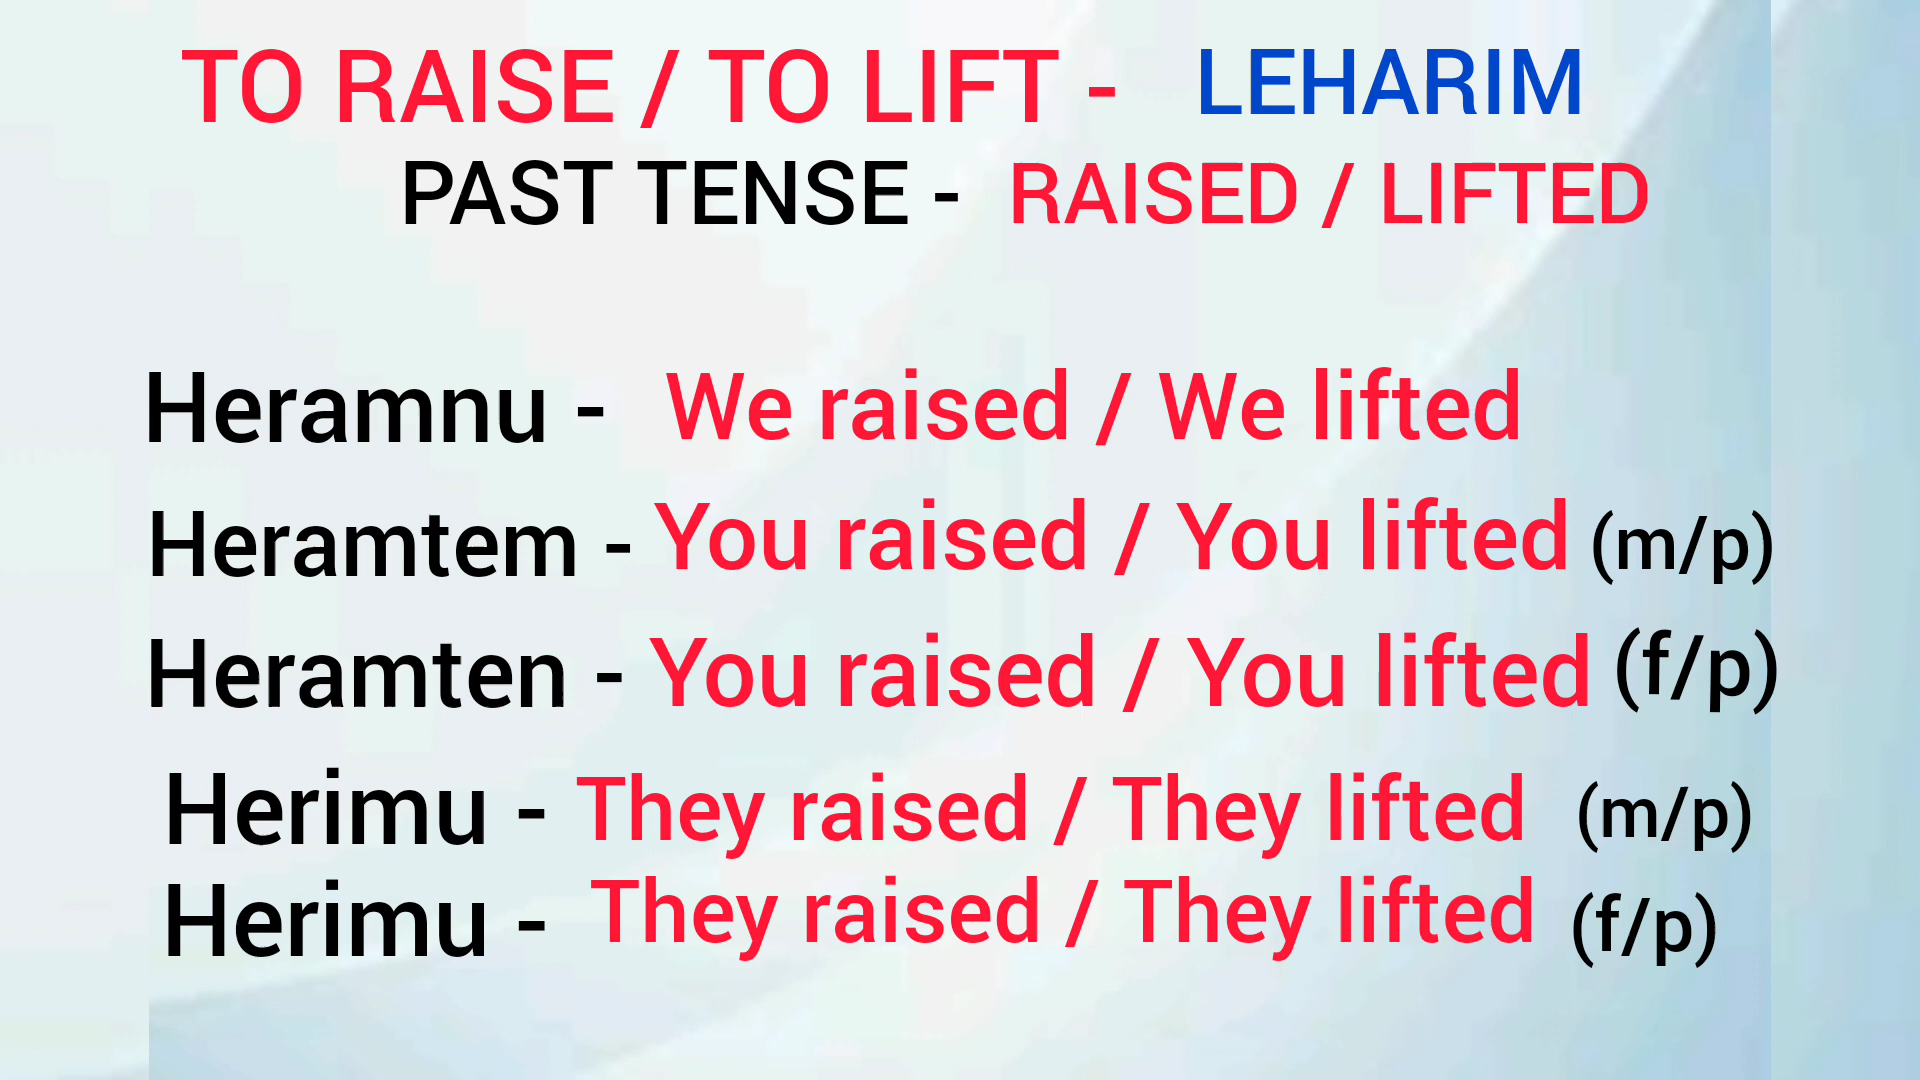 TO RAISE / TO LIFT - LEHARIM
PAST TENSE - RAISED / LIFTED
Heramnu - We raised / We lifted
Heramtem - You raised / You lifted (m/p)
Heramten - You raised / You lifted (f/p)
Herimu - They raised / They lifted (m/p)
Herimu - They raised / They lifted (f/p)